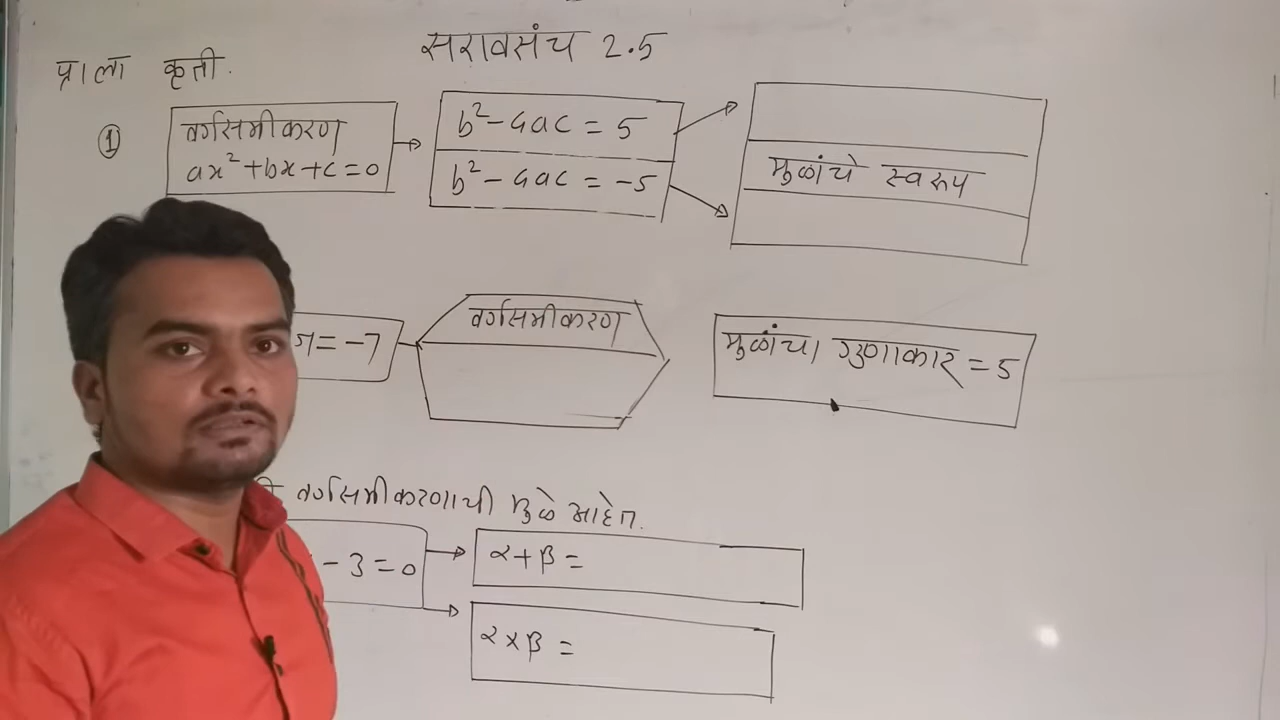 सरावसंच 2.5
प्राला कृती.
①
वर्गसमीकरण
ax²+bx+c=0
b²-4ac = 5
b²-4ac = -5
मुळांचे स्वरूप
= -7
वर्गसमीकरण
मुळांचा गुणाकार = 5
वर्गसमीकरणाची मुळे आहेत.
- 3 = 0
α+β =
α×β =